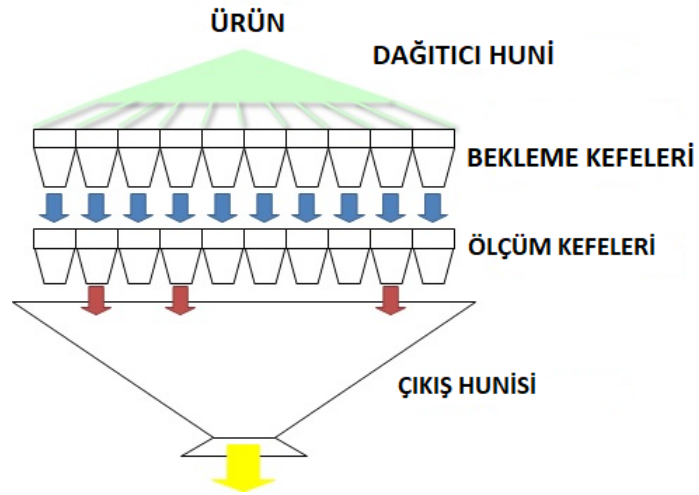 ÜRÜN
DAĞITICI HUNİ
BEKLEME KEFELERİ
ÖLÇÜM KEFELERİ
ÇIKIŞ HUNİSİ